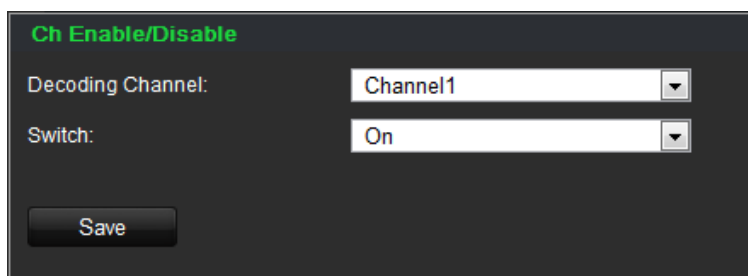 Ch Enable/Disable
Decoding Channel: Channel1
Switch: On
Save